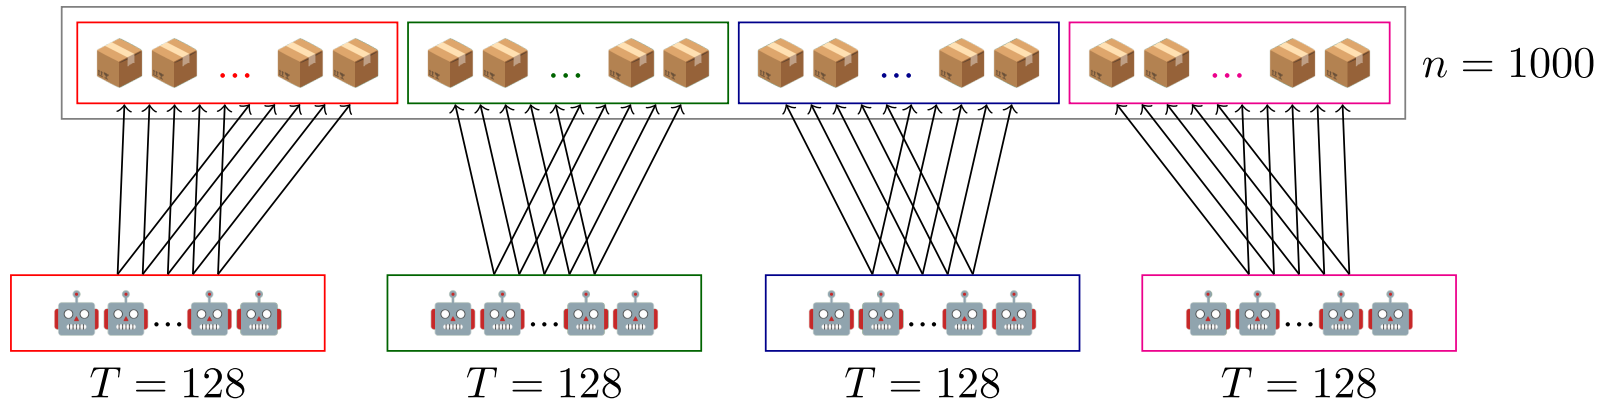 n = 1000
T = 128
T = 128
T = 128
T = 128